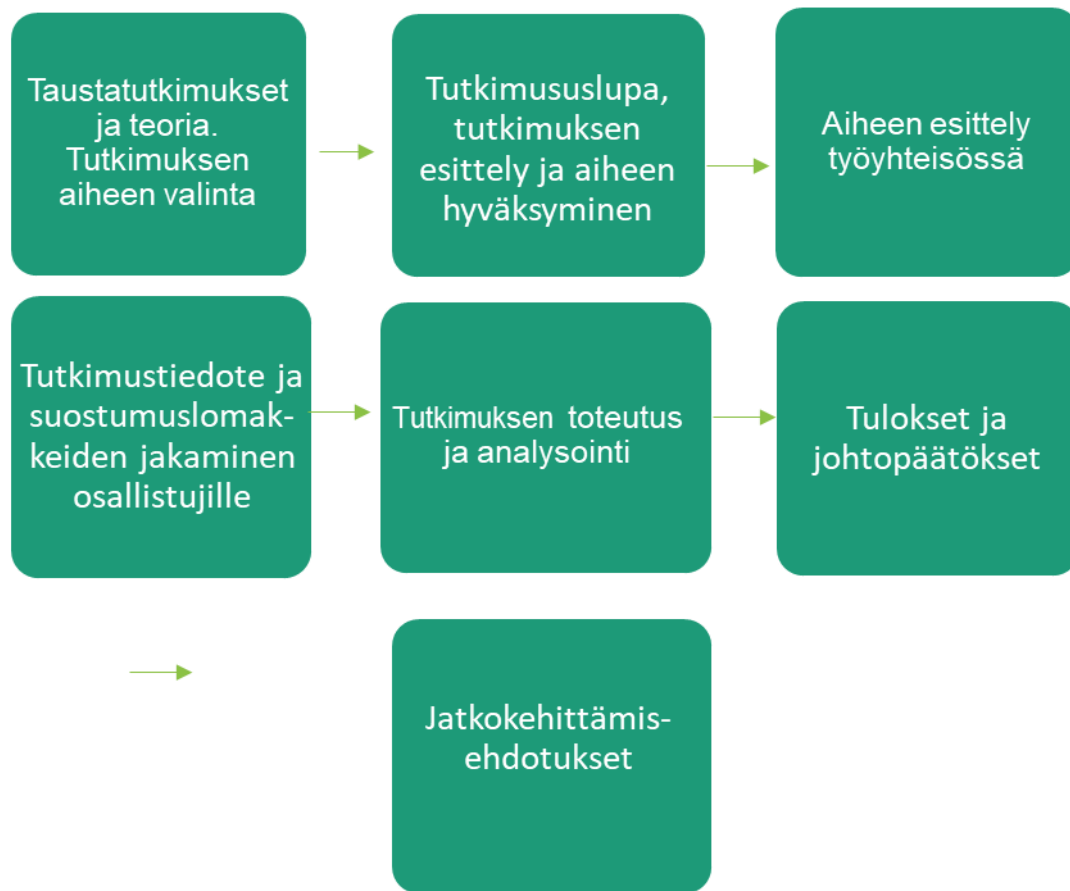 Taustatutkimukset
ja teoria.
Tutkimuksen
aiheen valinta
Tutkimususlupa,
tutkimuksen
esittely ja aiheen
hyväksyminen
Aiheen esittely
työyhteisössä
Tutkimustiedote ja
suostumuslomak-
keiden jakaminen
osallistujille
Tutkimuksen toteutus
ja analysointi
Tulokset ja
johtopäätökset
Jatkokehittämis-
ehdotukset